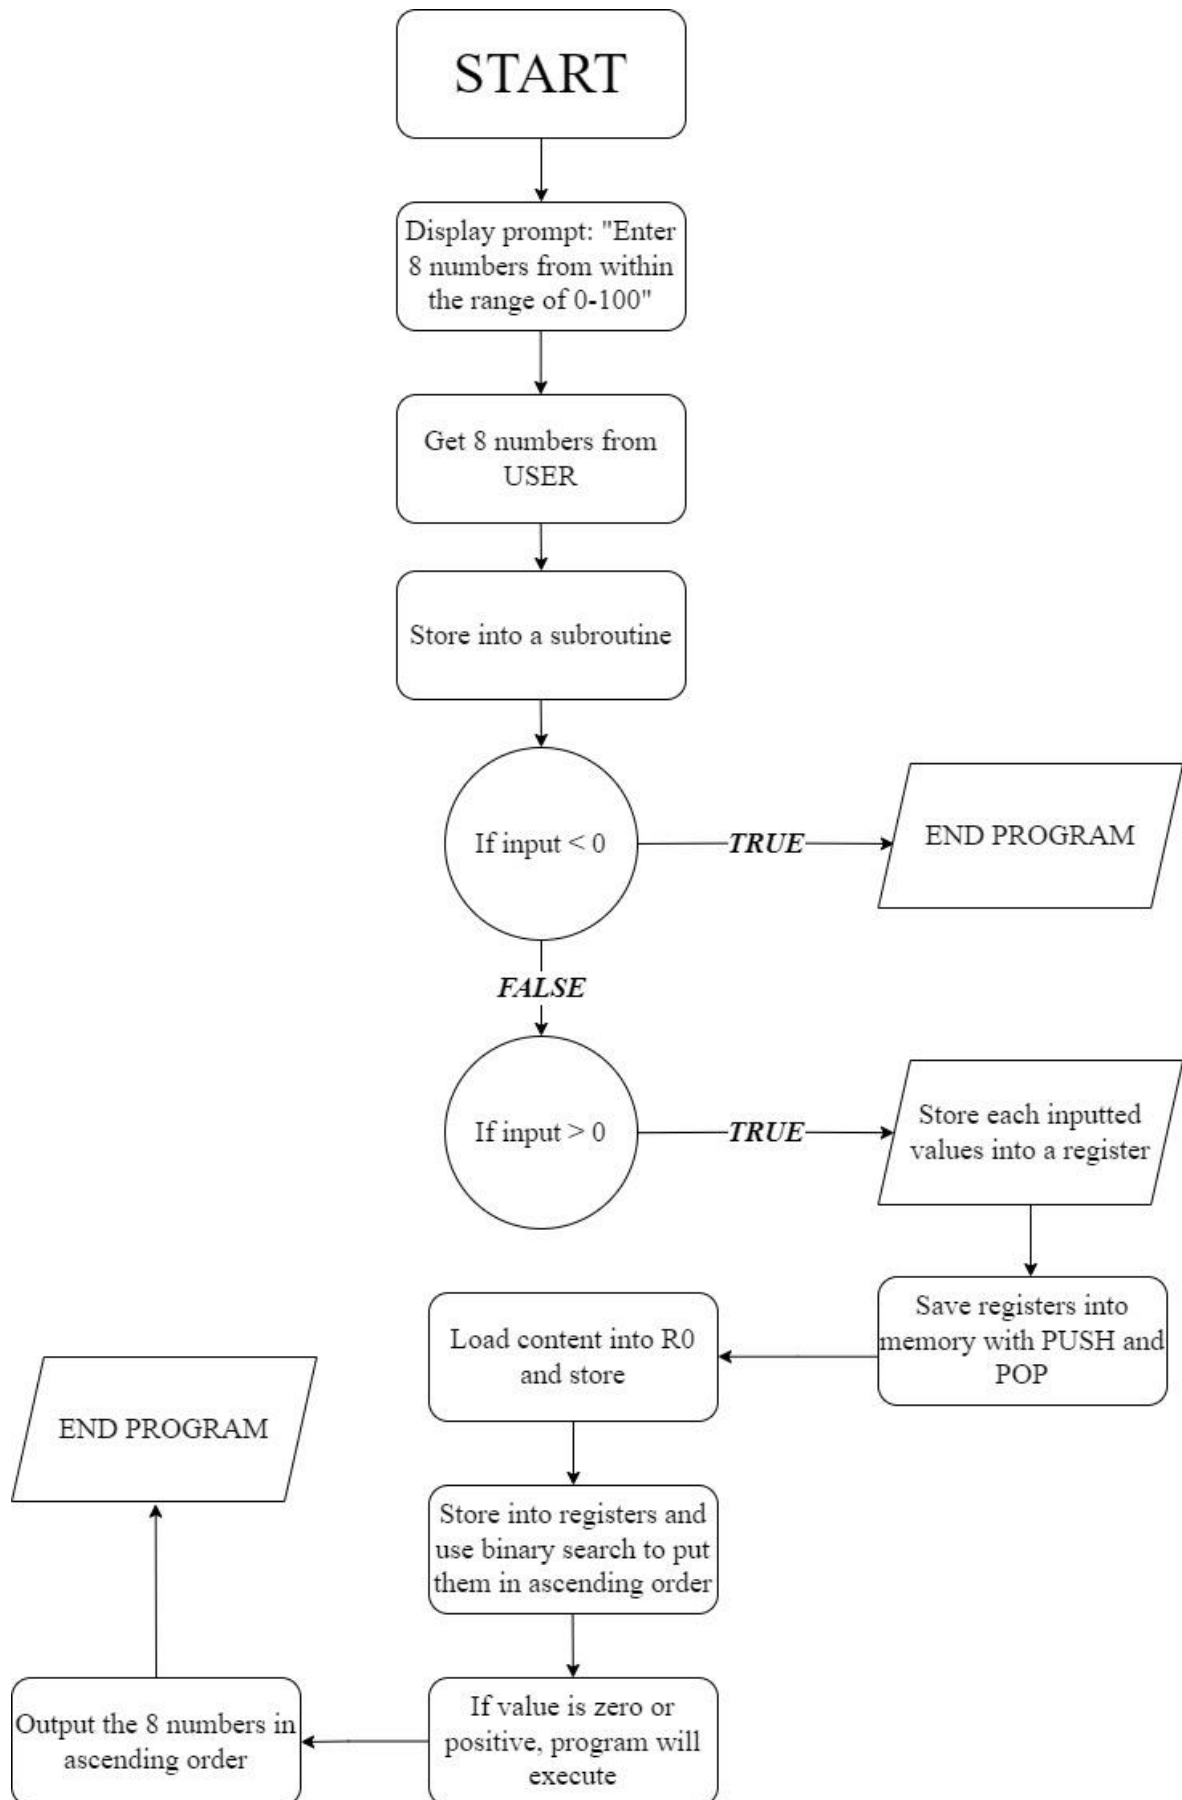 START
Display prompt: "Enter
8 numbers from within
the range of 0-100"
Get 8 numbers from
USER
Store into a subroutine
If input < 0
TRUE
END PROGRAM
FALSE
If input > 0
TRUE
Store each inputted
values into a register
Save registers into
memory with PUSH and
POP
Load content into R0
and store
Store into registers and
use binary search to put
them in ascending order
If value is zero or
positive, program will
execute
Output the 8 numbers in
ascending order
END PROGRAM